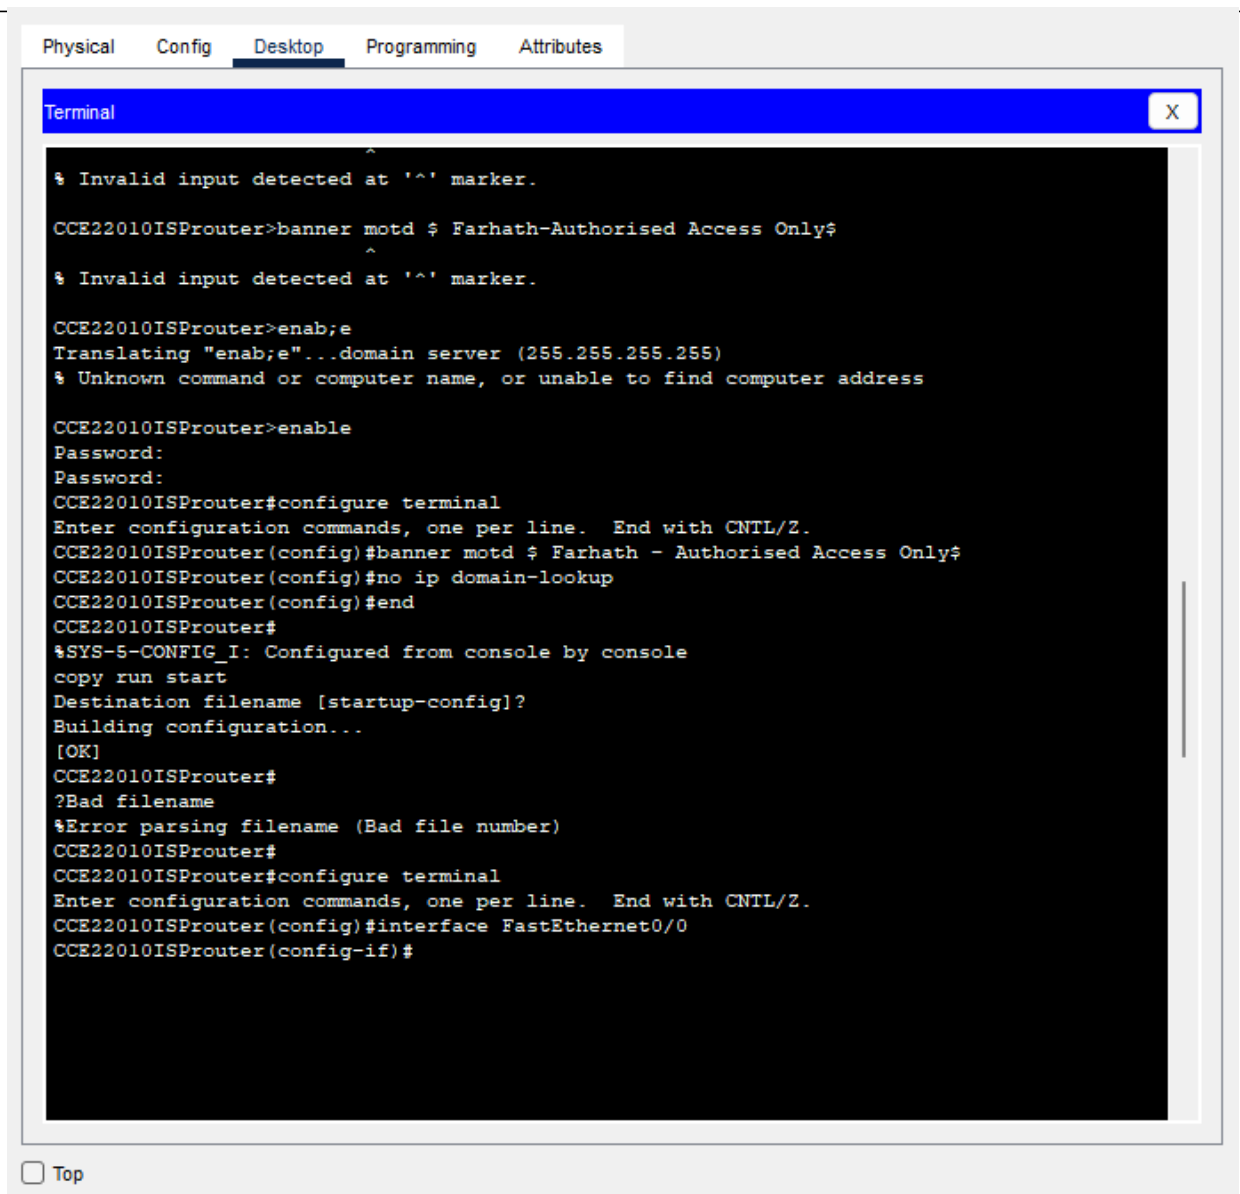 Physical Config Desktop Programming Attributes
Terminal X
^
% Invalid input detected at '^' marker.
CCE22010ISProuter>banner motd $ Farhath-Authorised Access Only$
^
% Invalid input detected at '^' marker.
CCE22010ISProuter>enab;e
Translating "enab;e"...domain server (255.255.255.255)
% Unknown command or computer name, or unable to find computer address
CCE22010ISProuter>enable
Password:
Password:
CCE22010ISProuter#configure terminal
Enter configuration commands, one per line.  End with CNTL/Z.
CCE22010ISProuter(config)#banner motd $ Farhath - Authorised Access Only$
CCE22010ISProuter(config)#no ip domain-lookup
CCE22010ISProuter(config)#end
CCE22010ISProuter#
%SYS-5-CONFIG_I: Configured from console by console
copy run start
Destination filename [startup-config]?
Building configuration...
[OK]
CCE22010ISProuter#
?Bad filename
%Error parsing filename (Bad file number)
CCE22010ISProuter#
CCE22010ISProuter#configure terminal
Enter configuration commands, one per line.  End with CNTL/Z.
CCE22010ISProuter(config)#interface FastEthernet0/0
CCE22010ISProuter(config-if)#
Top